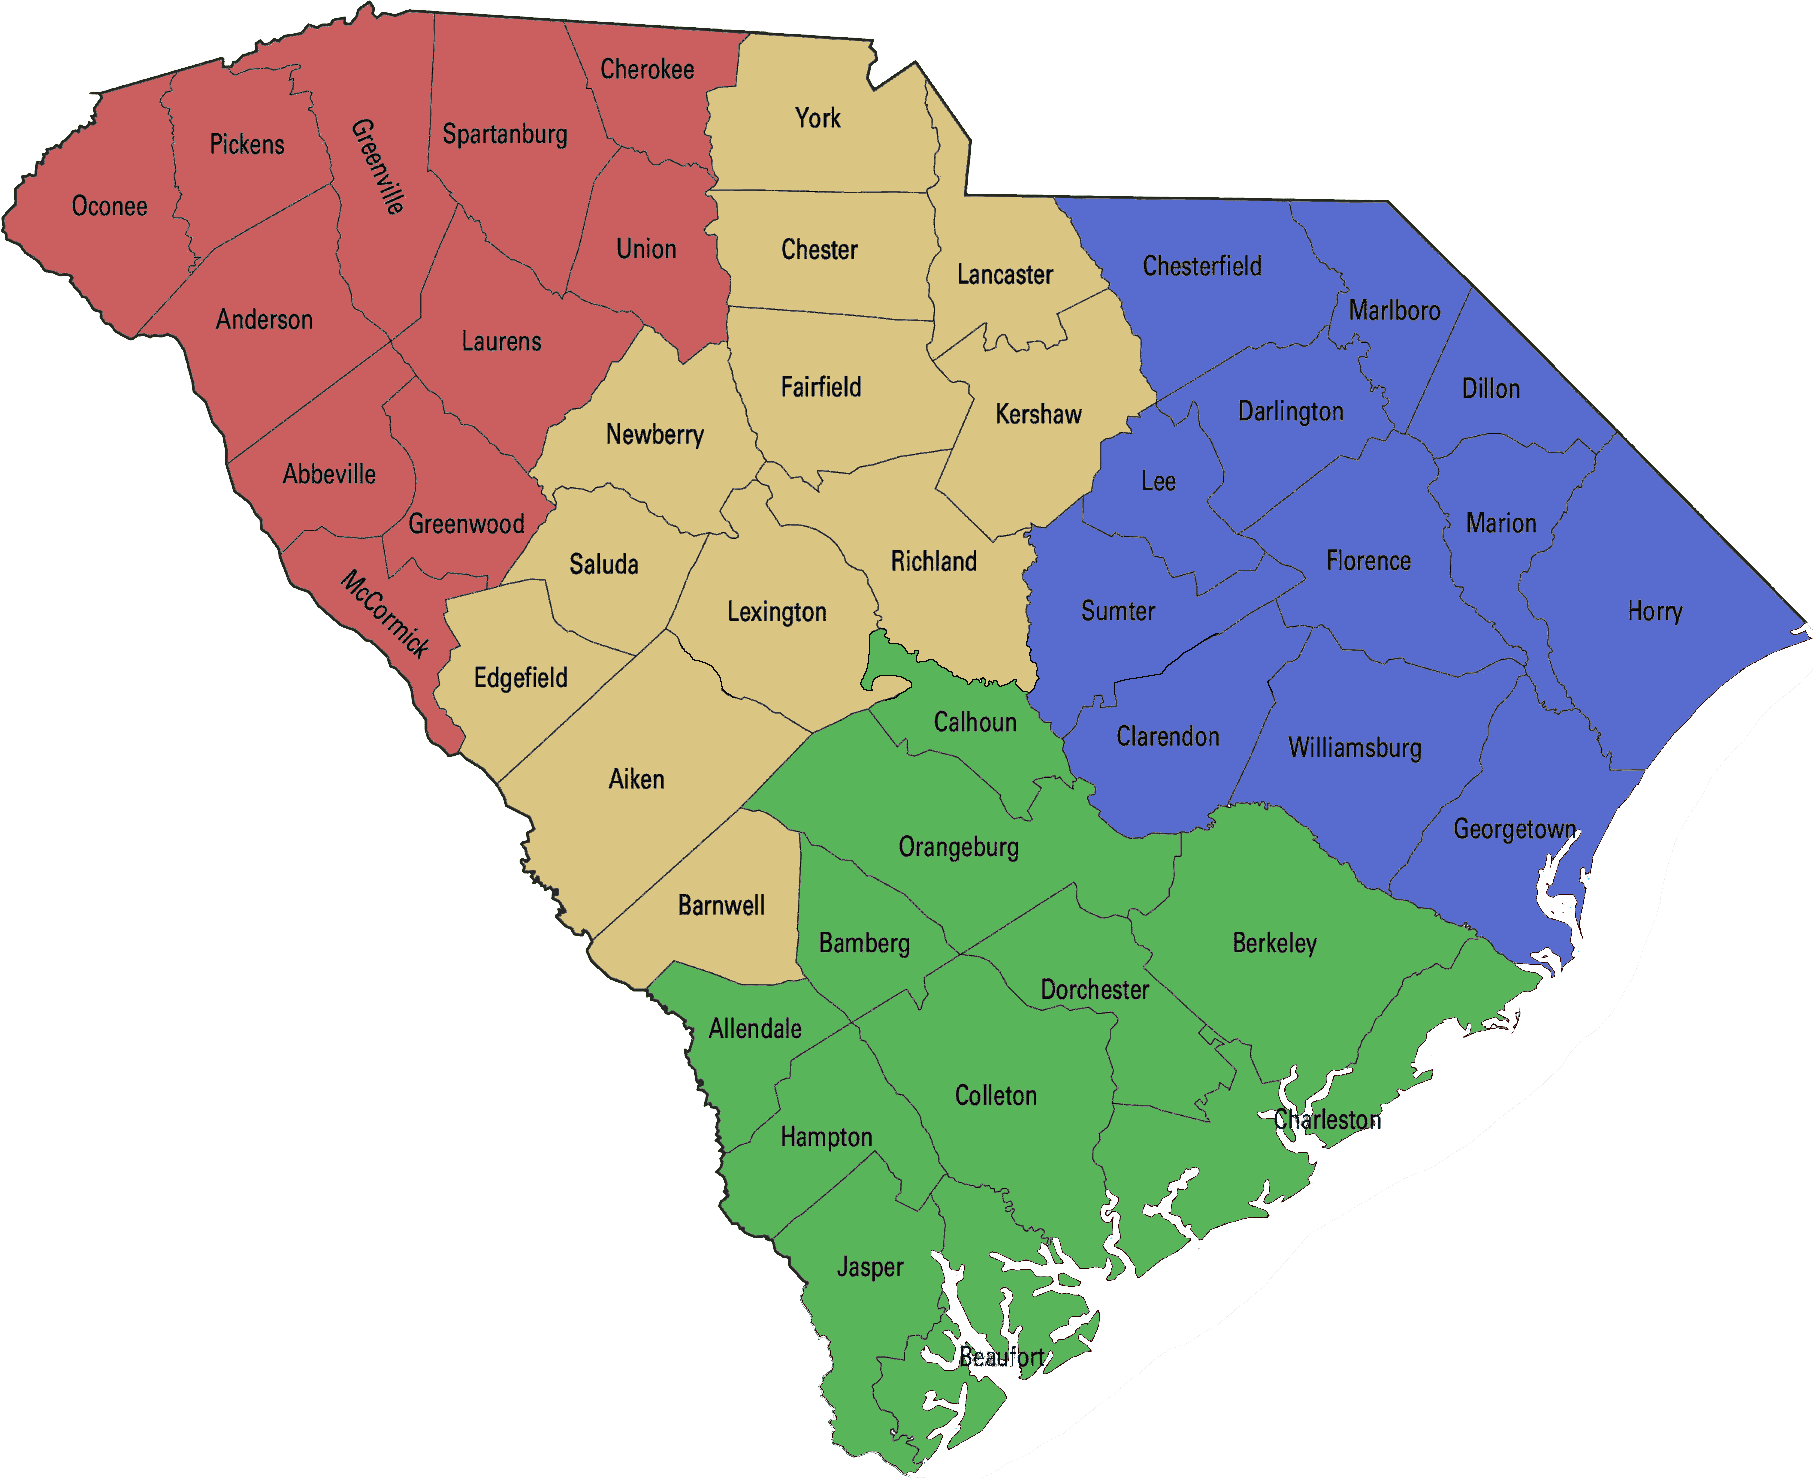 Cherokee
York
Pickens
Greenville
Spartanburg
Oconee
Union
Chester
Lancaster
Chesterfield
Marlboro
Anderson
Laurens
Fairfield
Kershaw
Darlington
Dillon
Newberry
Abbeville
Greenwood
Lee
Marion
Saluda
Richland
Florence
McCormick
Lexington
Sumter
Horry
Edgefield
Calhoun
Clarendon
Williamsburg
Aiken
Orangeburg
Georgetown
Barnwell
Bamberg
Berkeley
Dorchester
Allendale
Colleton
Charleston
Hampton
Jasper
Beaufort